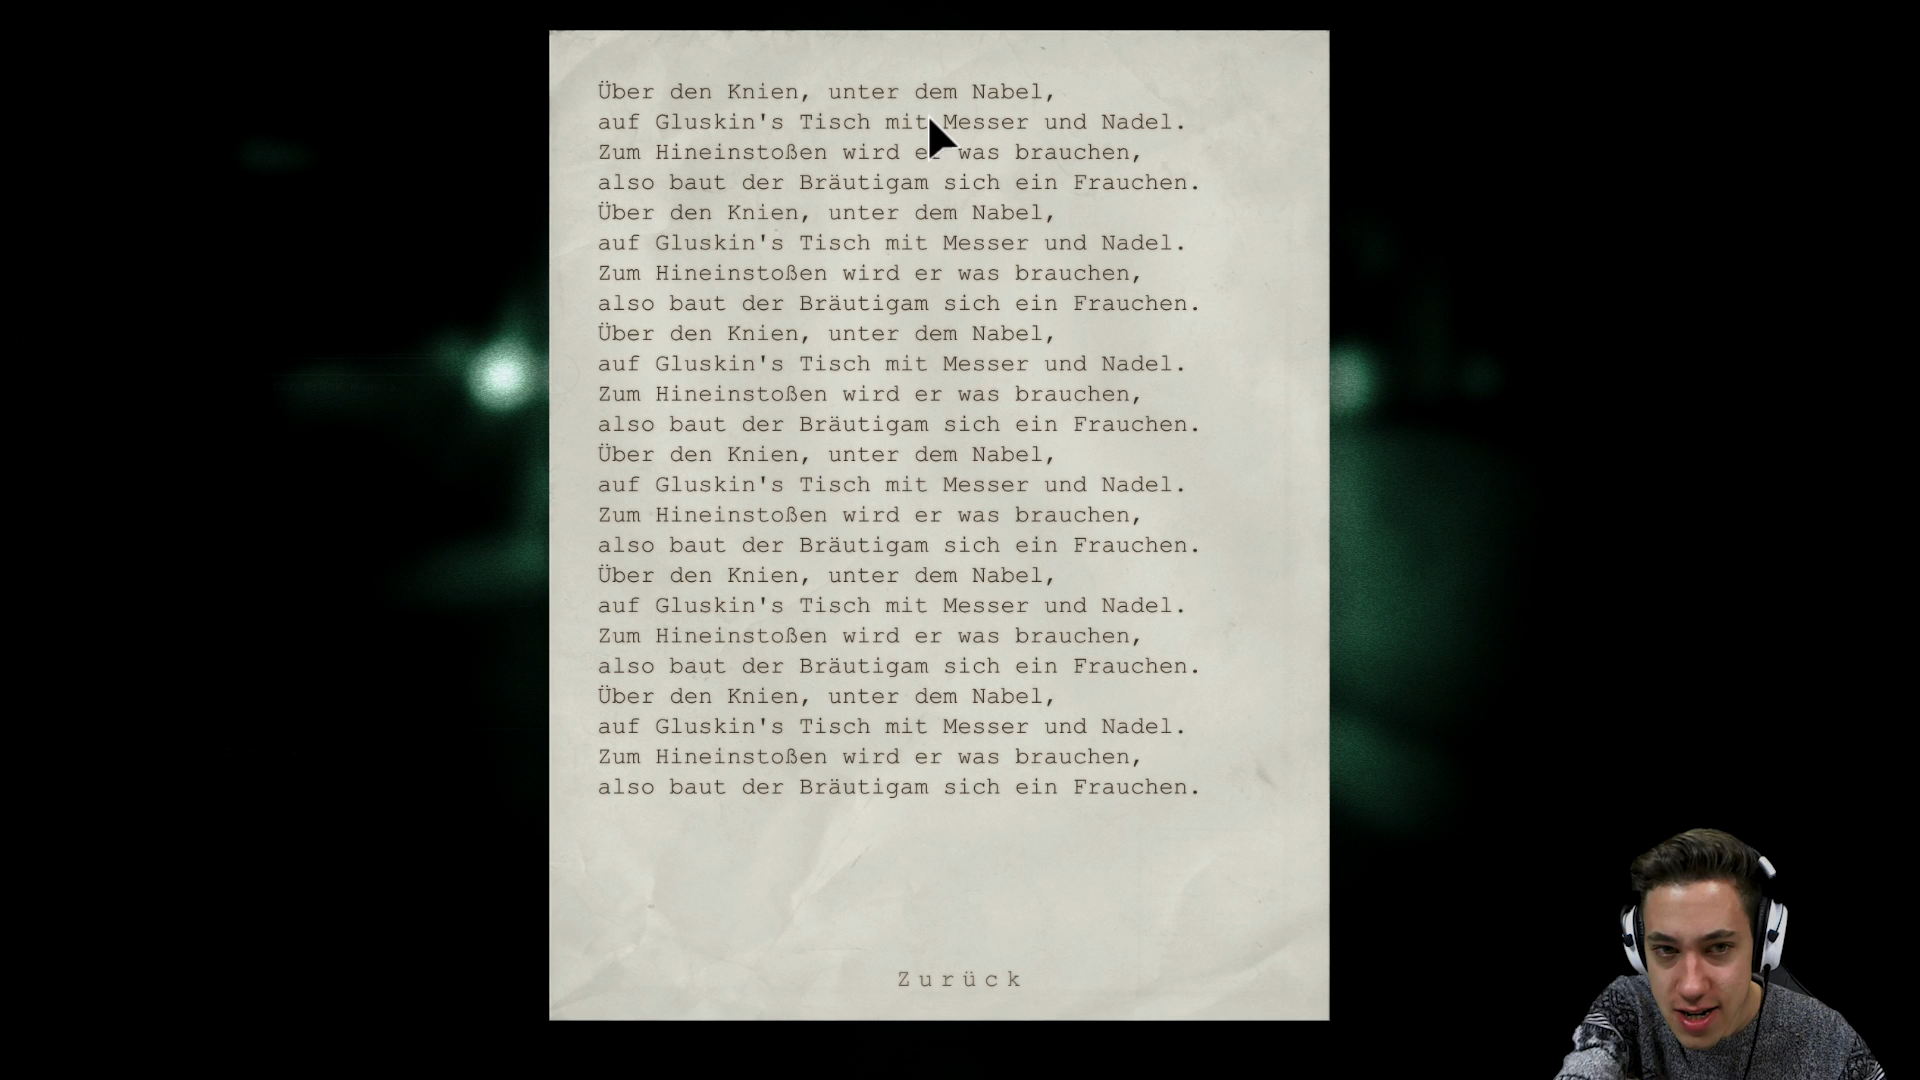 Über den Knien, unter dem Nabel,
auf Gluskin's Tisch mit Messer und Nadel.
Zum Hineinstoßen wird er was brauchen,
also baut der Bräutigam sich ein Frauchen.
Über den Knien, unter dem Nabel,
auf Gluskin's Tisch mit Messer und Nadel.
Zum Hineinstoßen wird er was brauchen,
also baut der Bräutigam sich ein Frauchen.
Über den Knien, unter dem Nabel,
auf Gluskin's Tisch mit Messer und Nadel.
Zum Hineinstoßen wird er was brauchen,
also baut der Bräutigam sich ein Frauchen.
Über den Knien, unter dem Nabel,
auf Gluskin's Tisch mit Messer und Nadel.
Zum Hineinstoßen wird er was brauchen,
also baut der Bräutigam sich ein Frauchen.
Über den Knien, unter dem Nabel,
auf Gluskin's Tisch mit Messer und Nadel.
Zum Hineinstoßen wird er was brauchen,
also baut der Bräutigam sich ein Frauchen.
Über den Knien, unter dem Nabel,
auf Gluskin's Tisch mit Messer und Nadel.
Zum Hineinstoßen wird er was brauchen,
also baut der Bräutigam sich ein Frauchen.
Zurück